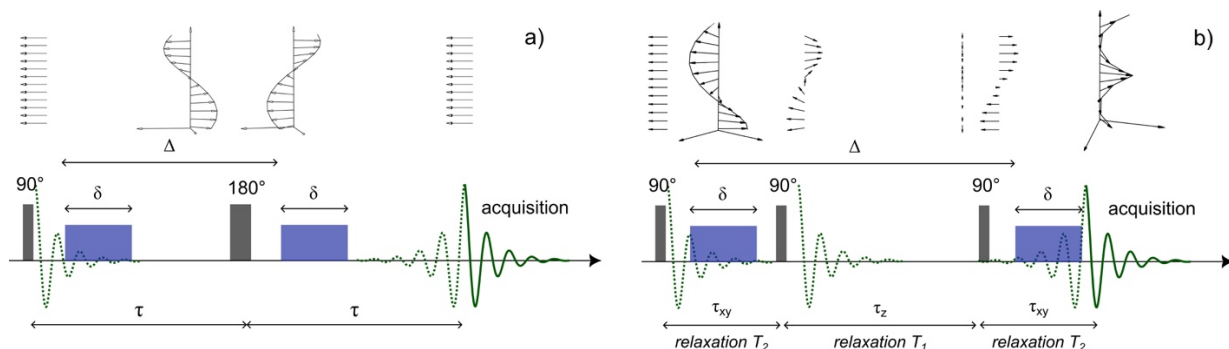 a)
Δ
90°
δ
180°
δ
acquisition
τ
τ
b)
Δ
90°
δ
90°
90°
δ
acquisition
τxy
τz
τxy
relaxation T2
relaxation T1
relaxation T2